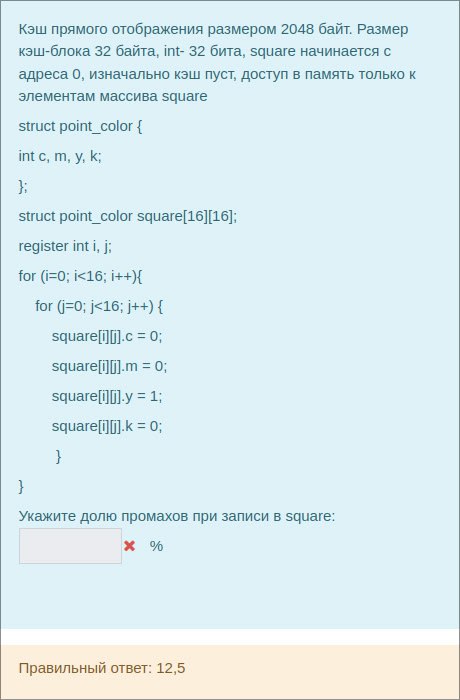 Кэш прямого отображения размером 2048 байт. Размер
кэш-блока 32 байта, int- 32 бита, square начинается с
адреса 0, изначально кэш пуст, доступ в память только к
элементам массива square
struct point_color {
int c, m, y, k;
};
struct point_color square[16][16];
register int i, j;
for (i=0; i<16; i++){
for (j=0; j<16; j++) {
square[i][j].c = 0;
square[i][j].m = 0;
square[i][j].y = 1;
square[i][j].k = 0;
}
}
Укажите долю промахов при записи в square:
%
Правильный ответ: 12,5